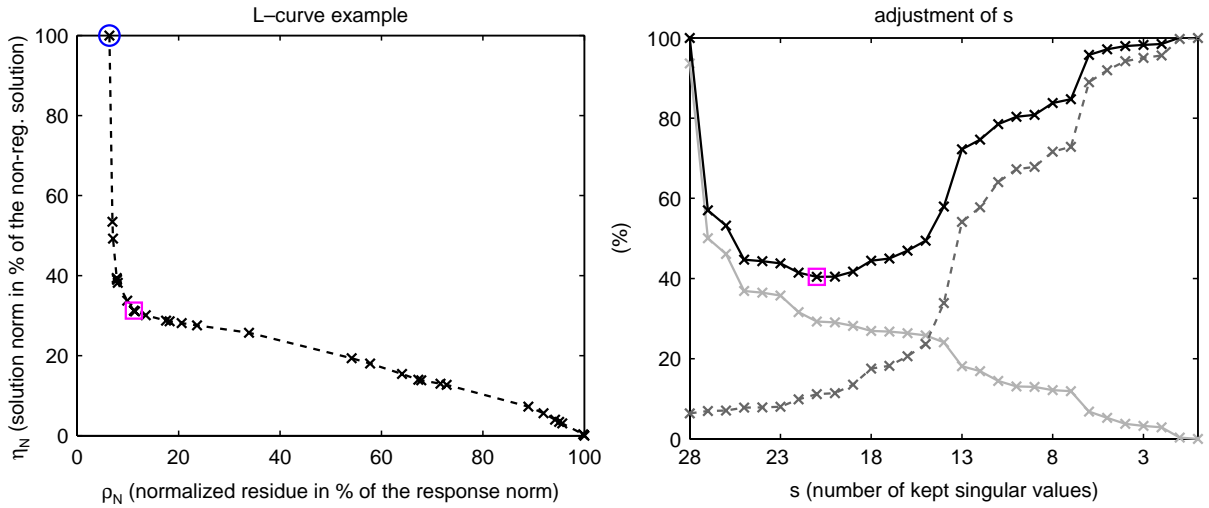 L–curve example
100
80
60
40
20
0
0 20 40 60 80 100
η_N (solution norm in % of the non-reg. solution)
ρ_N (normalized residue in % of the response norm)
adjustment of s
100
80
60
40
20
0
28 23 18 13 8 3
(%)
s (number of kept singular values)